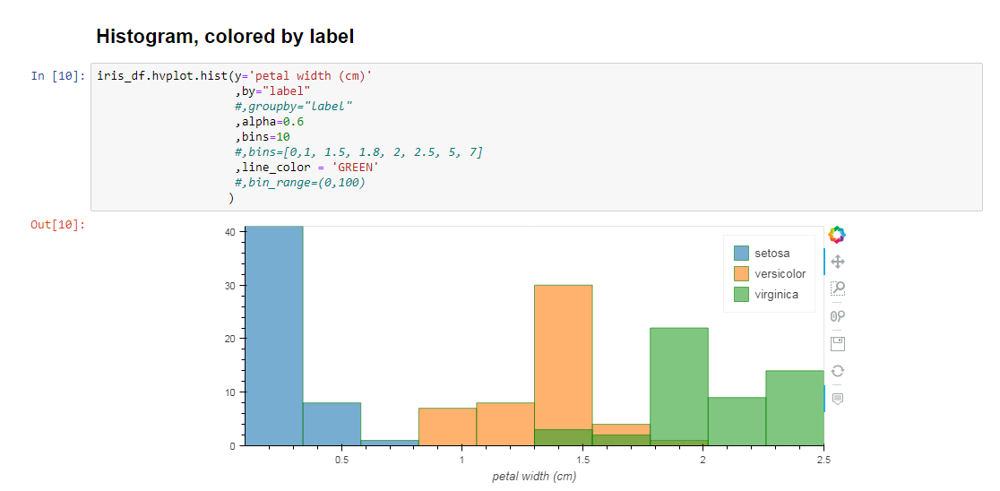 Histogram, colored by label
In [10]: iris_df.hvplot.hist(y='petal width (cm)'
,by="label"
#,groupby="label"
,alpha=0.6
,bins=10
#,bins=[0,1, 1.5, 1.8, 2, 2.5, 5, 7]
,line_color = 'GREEN'
#,bin_range=(0,100)
)
Out[10]:
40
30
20
10
0
setosa
versicolor
virginica
0.5 1 1.5 2 2.5
petal width (cm)